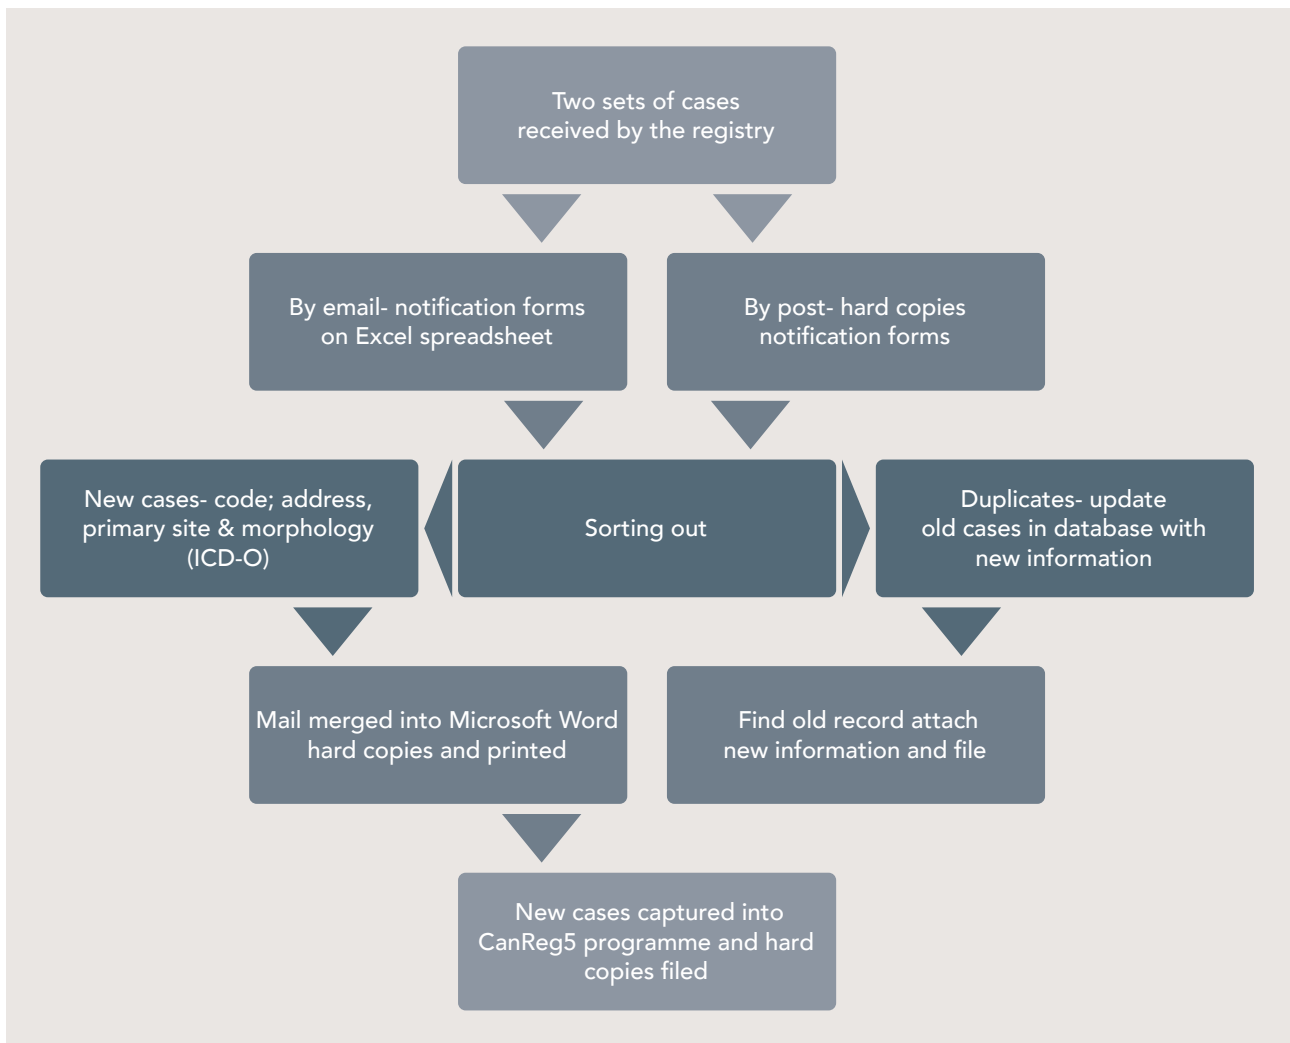 Two sets of cases
received by the registry
By email- notification forms
on Excel spreadsheet
By post- hard copies
notification forms
New cases- code; address,
primary site & morphology
(ICD-O)
Sorting out
Duplicates- update
old cases in database with
new information
Mail merged into Microsoft Word
hard copies and printed
Find old record attach
new information and file
New cases captured into
CanReg5 programme and hard
copies filed